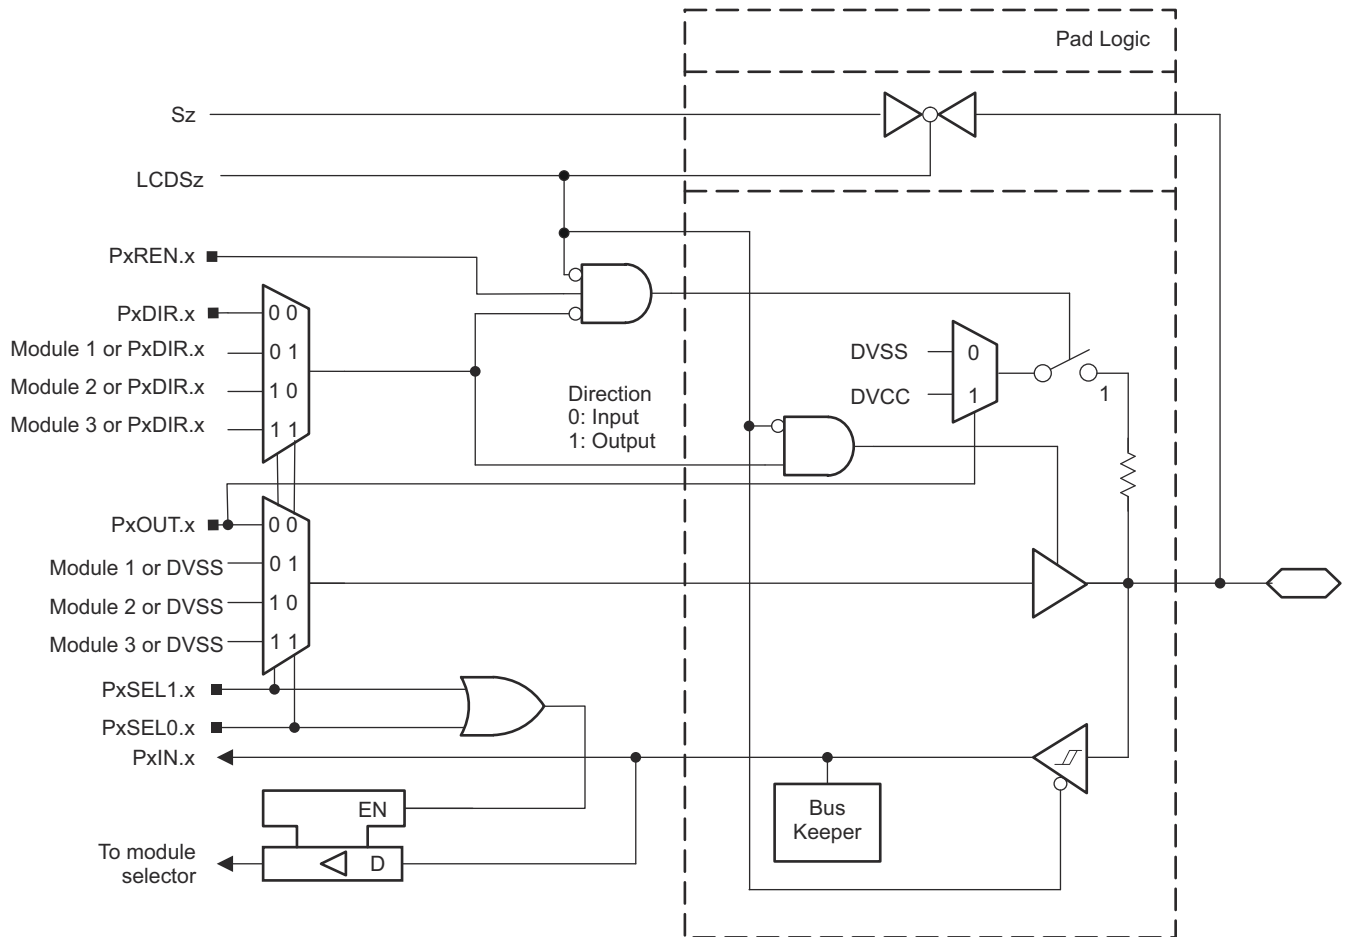 Pad Logic
Sz
LCDSz
PxREN.x
PxDIR.x
0 0
Module 1 or PxDIR.x
0 1
Module 2 or PxDIR.x
1 0
Module 3 or PxDIR.x
1 1
Direction
0: Input
1: Output
DVSS
0
DVCC
1
1
PxOUT.x
0 0
Module 1 or DVSS
0 1
Module 2 or DVSS
1 0
Module 3 or DVSS
1 1
PxSEL1.x
PxSEL0.x
PxIN.x
EN
Bus
Keeper
To module
selector
D